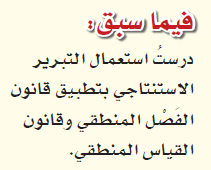 فيما سبق:
درستُ استعمال التبرير
الاستنتاجي بتطبيق قانون
الفَصْل المنطقي وقانون
القياس المنطقي.